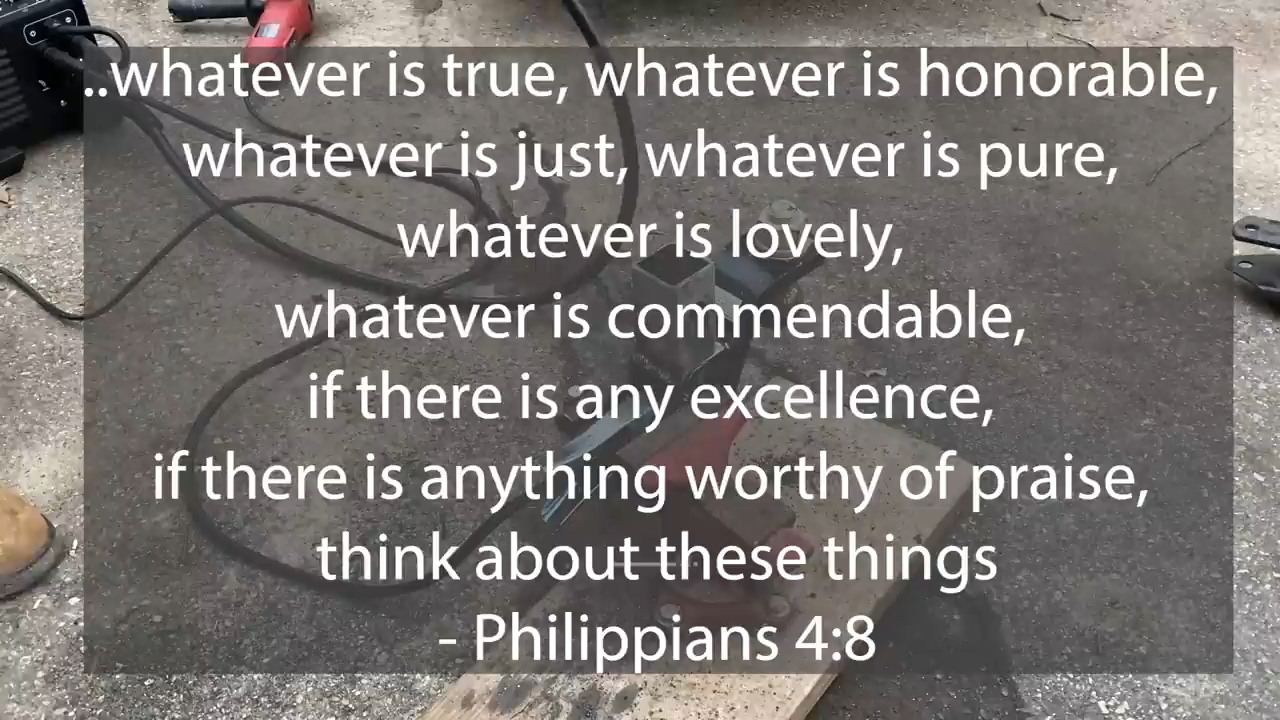 ..whatever is true, whatever is honorable,
whatever is just, whatever is pure,
whatever is lovely,
whatever is commendable,
if there is any excellence,
if there is anything worthy of praise,
think about these things
- Philippians 4:8